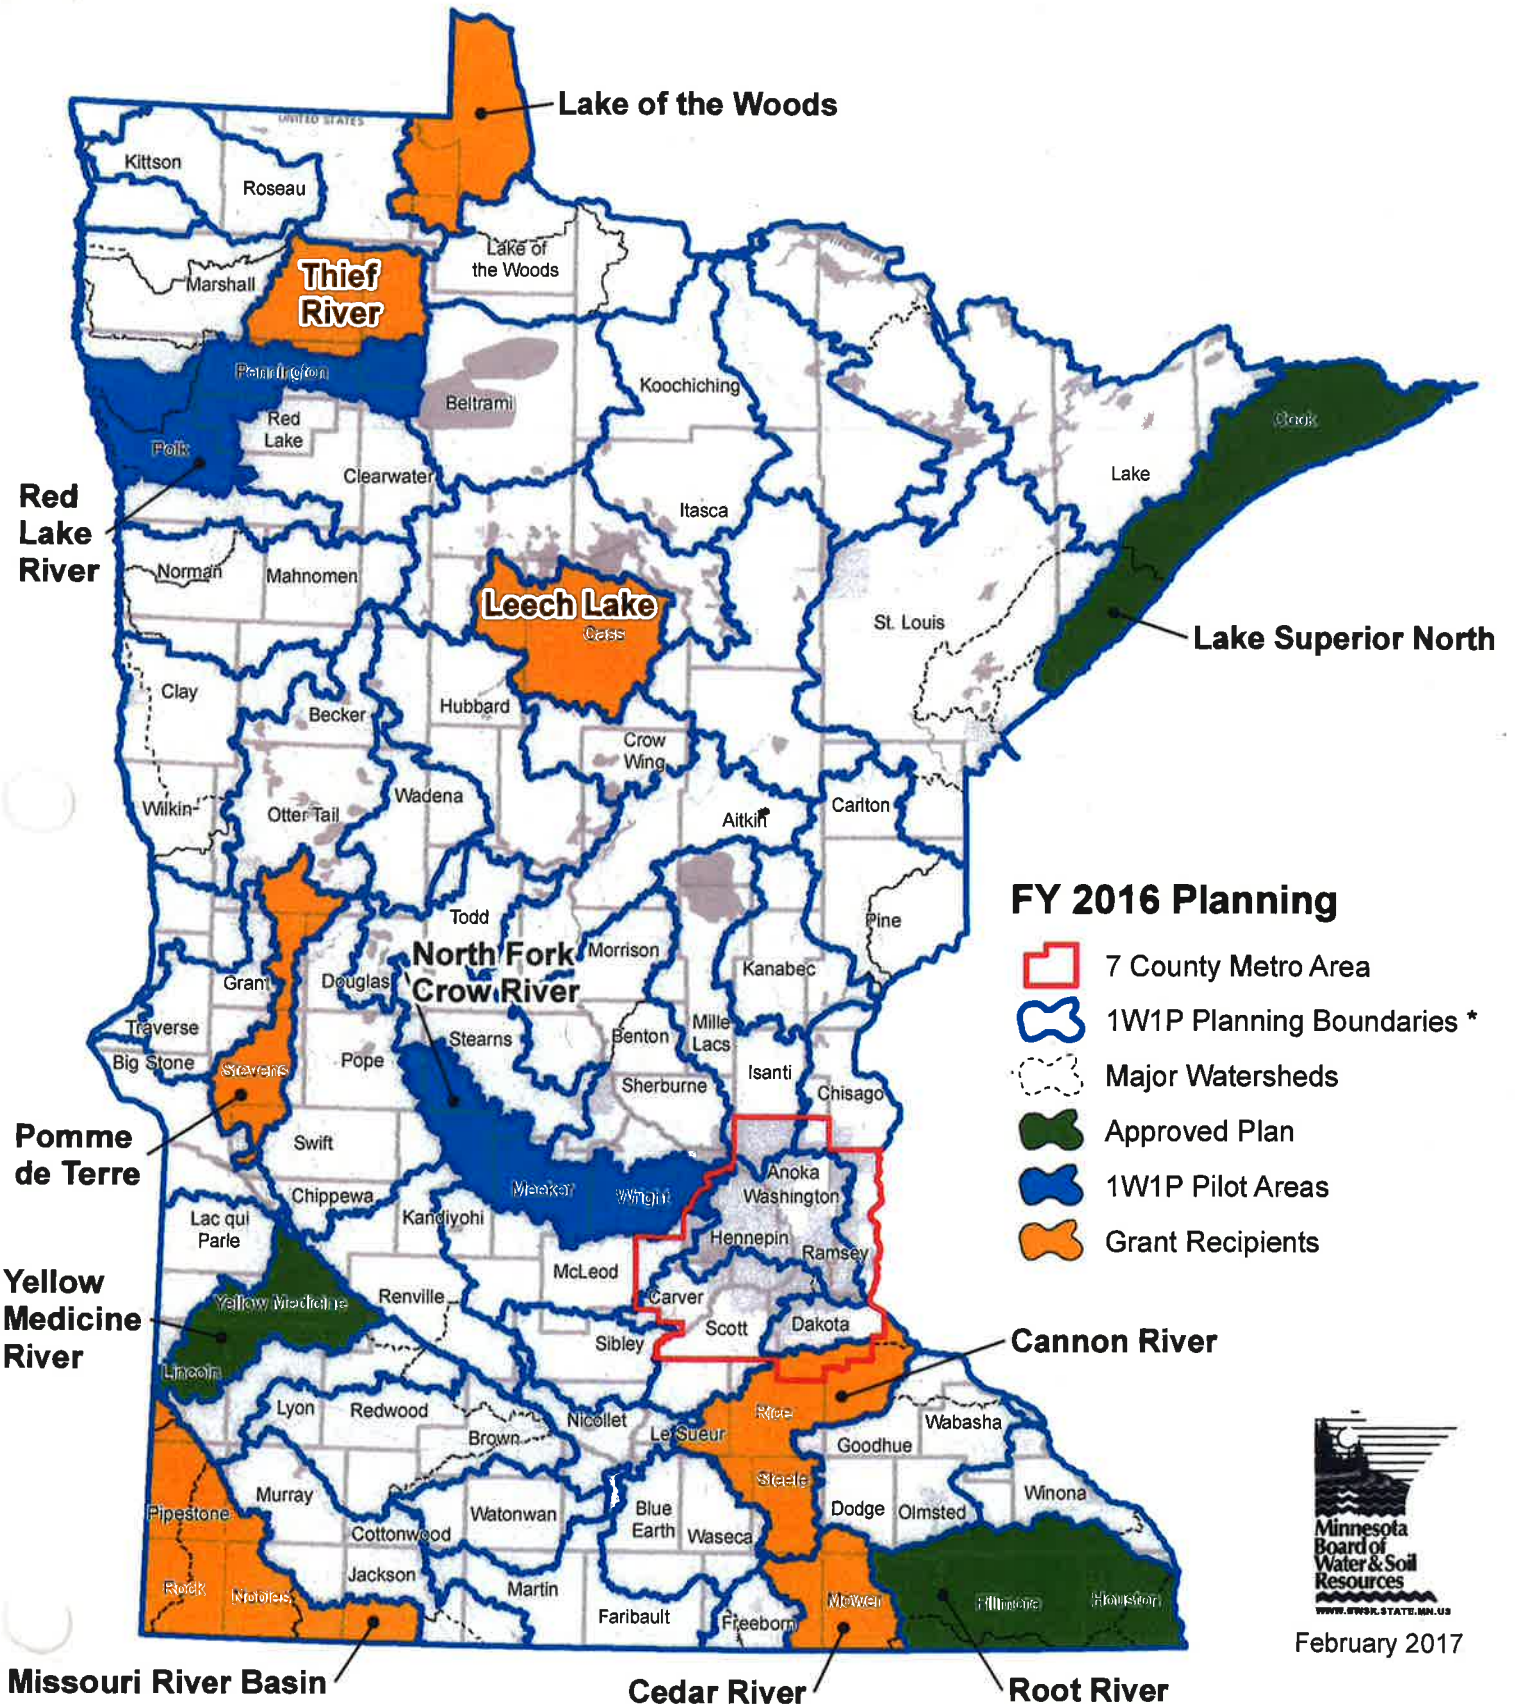 UNITED STATES
Lake of the Woods
Kittson
Roseau
Lake of
the Woods
Thief
River
Marshall
Pennington
Koochiching
Beltrami
Red
Lake
Cook
Polk
Clearwater
Lake
Red
Lake
River
Itasca
Norman
Mahnomen
Leech Lake
Cass
St. Louis
Lake Superior North
Clay
Hubbard
Becker
Crow
Wing
Wadena
Wilkin
Otter Tail
Aitkin
Carlton
FY 2016 Planning
Todd
Pine
North Fork
Crow River
Morrison
Kanabec
7 County Metro Area
Grant
Douglas
Traverse
Stearns
Benton
Mille
Lacs
1W1P Planning Boundaries *
Big Stone
Stevens
Pope
Sherburne
Isanti
Chisago
Major Watersheds
Pomme
de Terre
Swift
Approved Plan
Anoka
Washington
Chippewa
Meeker
Wright
1W1P Pilot Areas
Lac qui
Parle
Kandiyohi
Hennepin
Ramsey
Grant Recipients
Yellow
Medicine
River
Yellow Medicine
Renville
McLeod
Carver
Scott
Dakota
Sibley
Cannon River
Lincoln
Lyon
Redwood
Brown
Nicollet
Le Sueur
Rice
Goodhue
Wabasha
Steele
Pipestone
Murray
Cottonwood
Watonwan
Blue
Earth
Waseca
Dodge
Olmsted
Winona
Minnesota
Board of
Water & Soil
Resources
WWW.BWSR.STATE.MN.US
February 2017
Rock
Nobles
Jackson
Martin
Faribault
Freeborn
Mower
Fillmore
Houston
Missouri River Basin
Cedar River
Root River